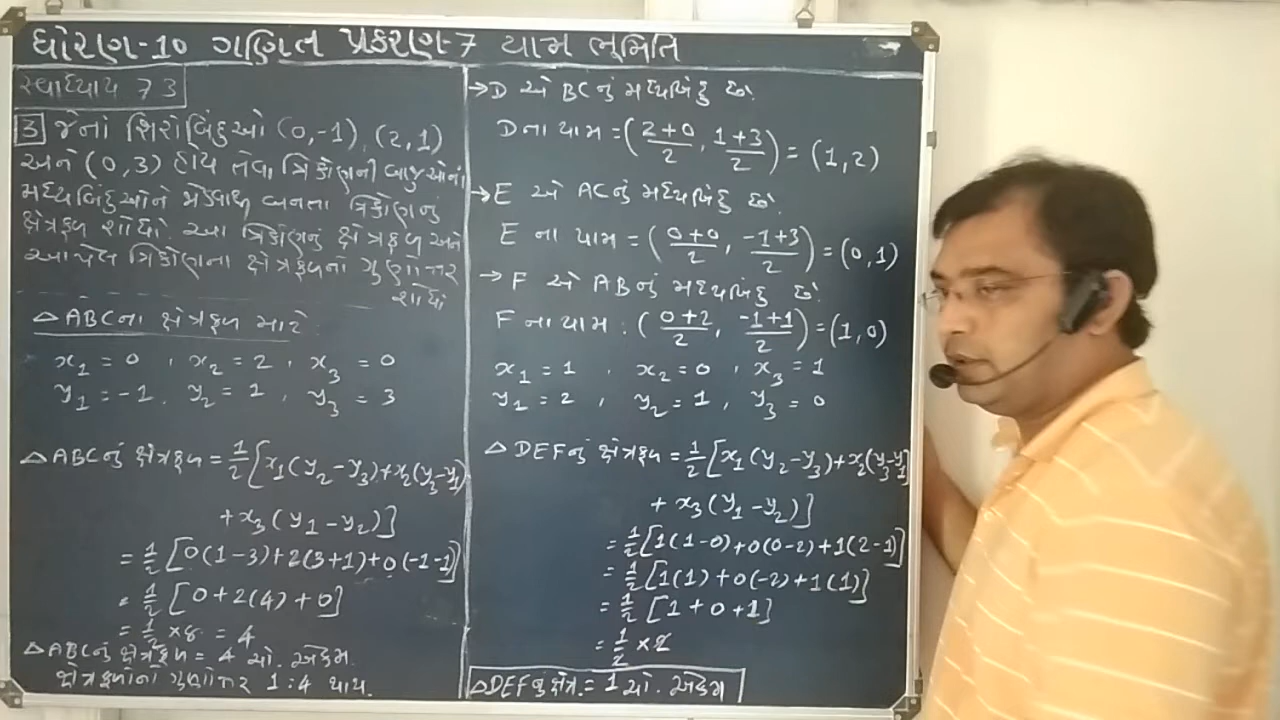 ધોરણ-10 ગણિત પ્રકરણ-7 યામ ભૂમિતિ
સ્વાધ્યાય 7.3
3 જેનાં શિરોબિંદુઓ (0,-1), (2,1)
અને (0,3) હોય તેવા ત્રિકોણની બાજુઓનાં
મધ્યબિંદુઓને જોડવાથી બનતા ત્રિકોણનું
ક્ષેત્રફળ શોધો. આ ત્રિકોણનું ક્ષેત્રફળ અને
આપેલ ત્રિકોણના ક્ષેત્રફળનો ગુણોત્તર
શોધો
△ABCના ક્ષેત્રફળ માટે
x₁ = 0 , x₂ = 2 , x₃ = 0
y₁ = -1 , y₂ = 1 , y₃ = 3
△ABCનું ક્ષેત્રફળ = 1/2 [x₁(y₂-y₃)+x₂(y₃-y₁)
+x₃(y₁-y₂)]
= 1/2 [0(1-3)+2(3+1)+0(-1-1)]
= 1/2 [0+2(4)+0]
= 1/2 × 8 = 4
△ABCનું ક્ષેત્રફળ = 4 ચો. એકમ
ક્ષેત્રફળોનો ગુણોત્તર 1:4 થાય.
→D એ BCનું મધ્યબિંદુ છે.
Dના યામ = (2+0/2, 1+3/2) = (1,2)
→E એ ACનું મધ્યબિંદુ છે.
E ના યામ = (0+0/2, -1+3/2) = (0,1)
→F એ ABનું મધ્યબિંદુ છે.
F ના યામ : (0+2/2, -1+1/2) = (1,0)
x₁ = 1 , x₂ = 0 , x₃ = 1
y₁ = 2 , y₂ = 1 , y₃ = 0
△DEFનું ક્ષેત્રફળ = 1/2 [x₁(y₂-y₃)+x₂(y₃-y₁)
+ x₃(y₁-y₂)]
= 1/2 [1(1-0)+0(0-2)+1(2-1)]
= 1/2 [1(1)+0(-2)+1(1)]
= 1/2 [1+0+1]
= 1/2 × 2
△DEFનું ક્ષેત્ર. = 1 ચો. એકમ